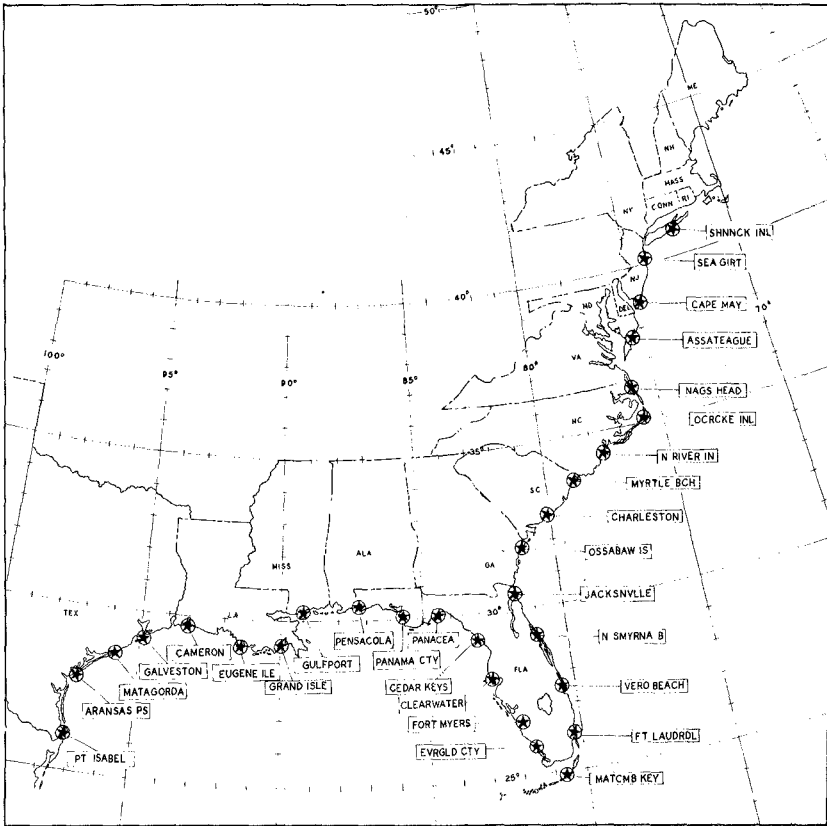 50°
ME
45°
NH
MASS
CONN
RI
NY
SHNNCK INL
SEA GIRT
NJ
40°
MD
DEL
CAPE MAY
70°
100°
95°
90°
85°
80°
VA
ASSATEAGUE
NAGS HEAD
NC
OCRCKE INL
35°
N RIVER IN
MYRTLE BCH
SC
CHARLESTON
ALA
OSSABAW IS
MISS
GA
JACKSNVLLE
TEX
LA
30°
PENSACOLA
PANACEA
N SMYRNA B
CAMERON
GULFPORT
PANAMA CTY
GALVESTON
EUGENE ILE
FLA
MATAGORDA
GRAND ISLE
CEDAR KEYS
VERO BEACH
ARANSAS PS
CLEARWATER
FORT MYERS
FT LAUDRDL
EVRGLD CTY
PT ISABEL
25°
MATCMB KEY